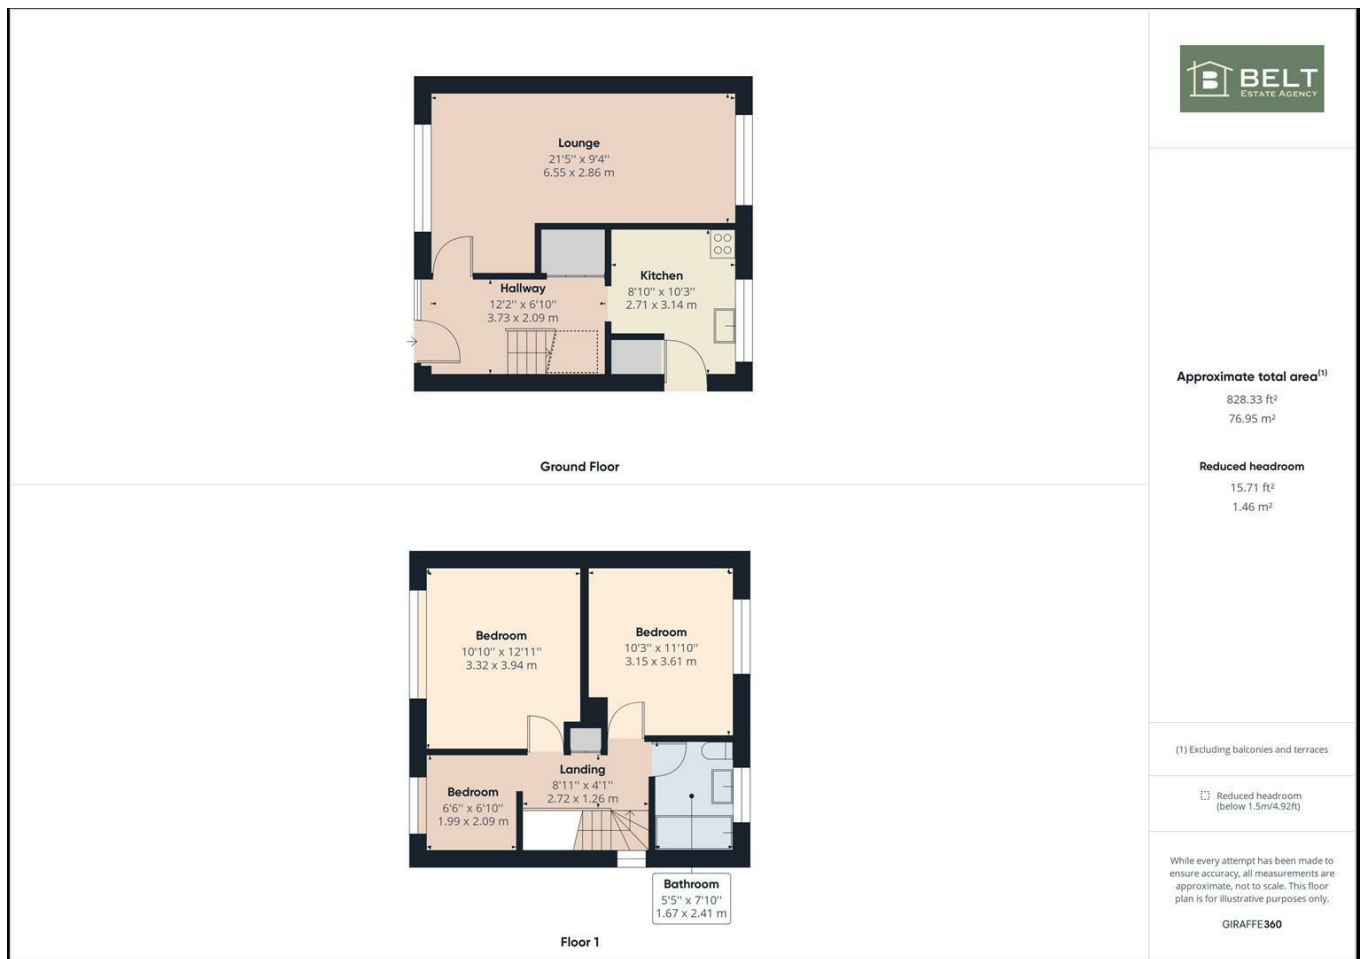 Lounge
21'5" x 9'4"
6.55 x 2.86 m
Hallway
12'2" x 6'10"
3.73 x 2.09 m
Kitchen
8'10" x 10'3"
2.71 x 3.14 m
Ground Floor
Bedroom
10'10" x 12'11"
3.32 x 3.94 m
Bedroom
10'3" x 11'10"
3.15 x 3.61 m
Landing
8'11" x 4'1"
2.72 x 1.26 m
Bedroom
6'6" x 6'10"
1.99 x 2.09 m
Bathroom
5'5" x 7'10"
1.67 x 2.41 m
Floor 1
B BELT
ESTATE AGENCY
Approximate total area(1)
828.33 ft²
76.95 m²
Reduced headroom
15.71 ft²
1.46 m²
(1) Excluding balconies and terraces
Reduced headroom
(below 1.5m/4.92ft)
While every attempt has been made to
ensure accuracy, all measurements are
approximate, not to scale. This floor
plan is for illustrative purposes only.
GIRAFFE360